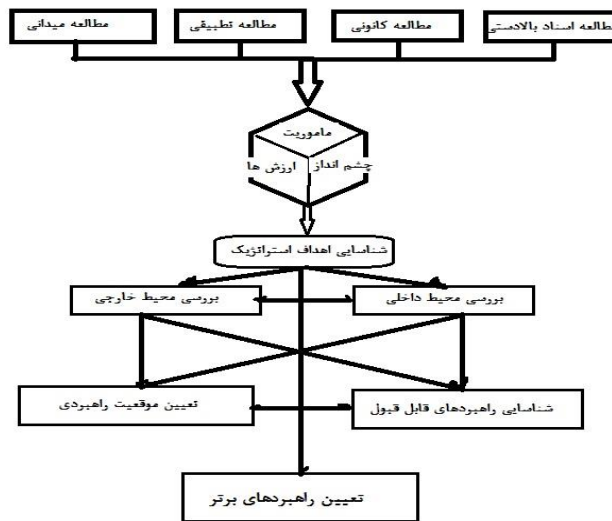 مطالعه اسناد بالادستی
مطالعه کانونی
مطالعه تطبیقی
مطالعه میدانی
ماموریت
چشم انداز
ارزش ها
شناسایی اهداف استراتژیک
بررسی محیط داخلی
بررسی محیط خارجی
شناسایی راهبردهای قابل قبول
تعیین موقعیت راهبردی
تعیین راهبردهای برتر